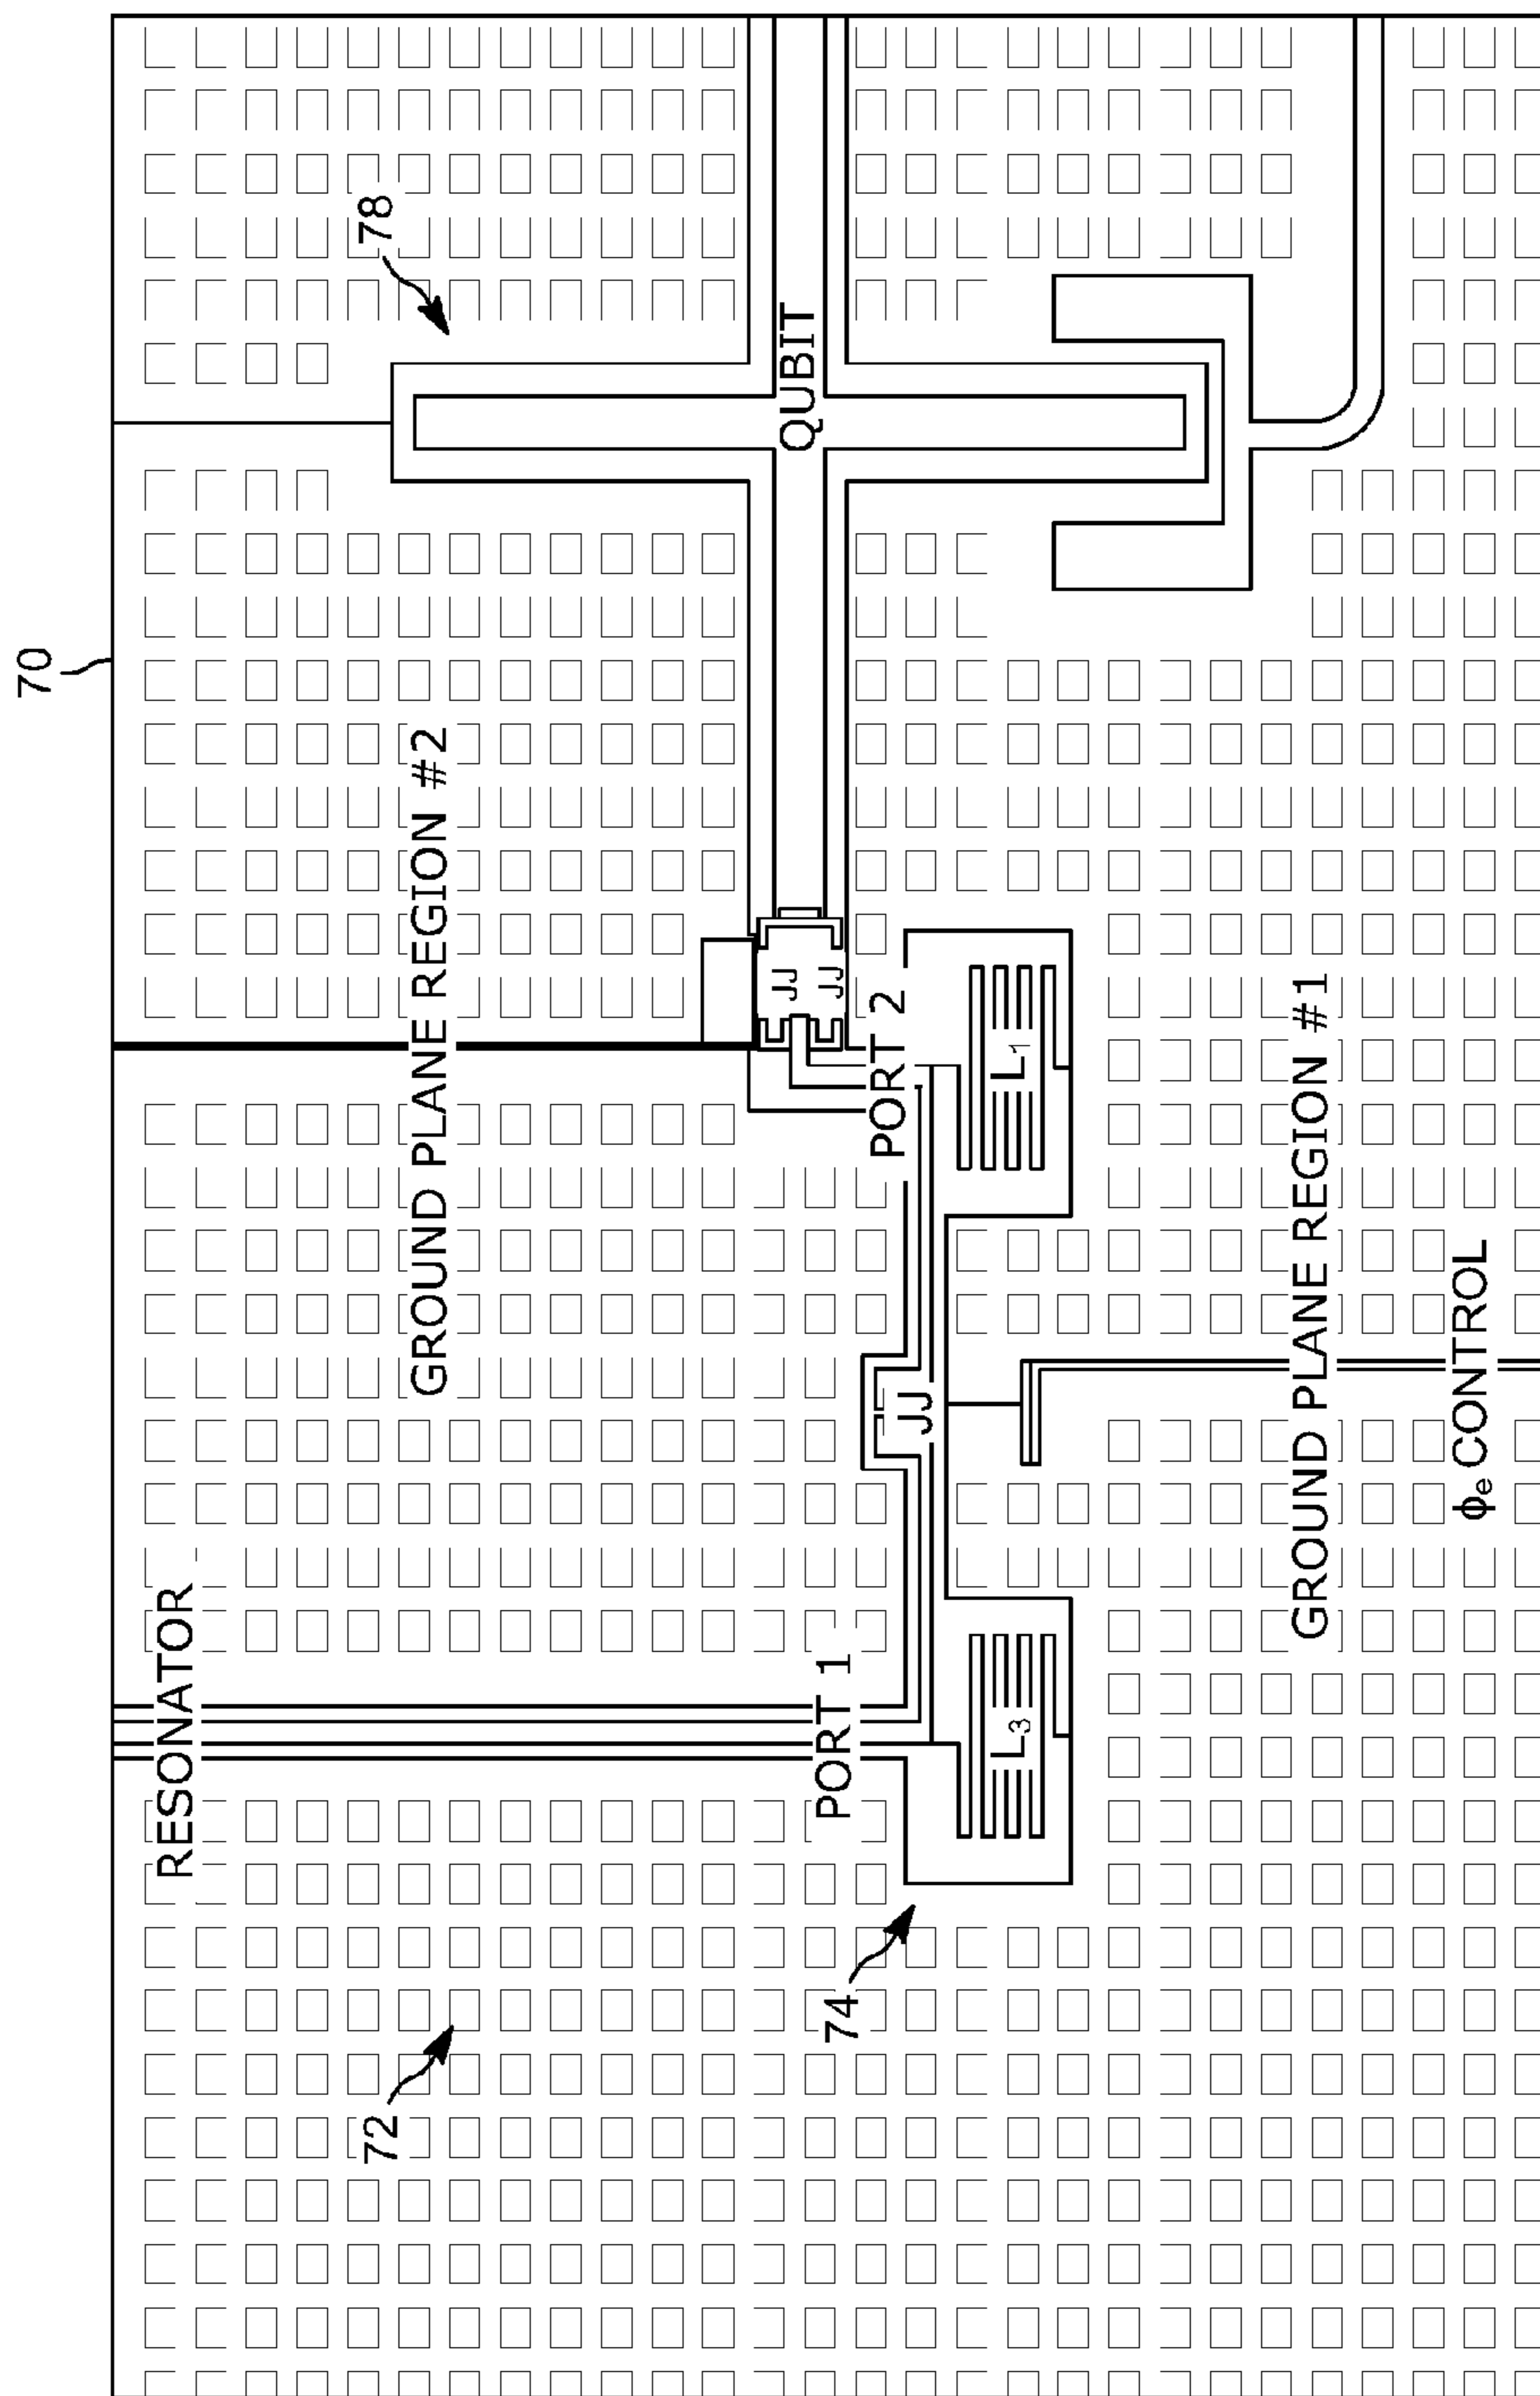 70
RESONATOR
72
78
GROUND PLANE REGION #2
QUBIT
JJ
JJ
74
PORT 1
PORT 2
JJ
L₃
L₁
GROUND PLANE REGION #1
ϕₑ CONTROL